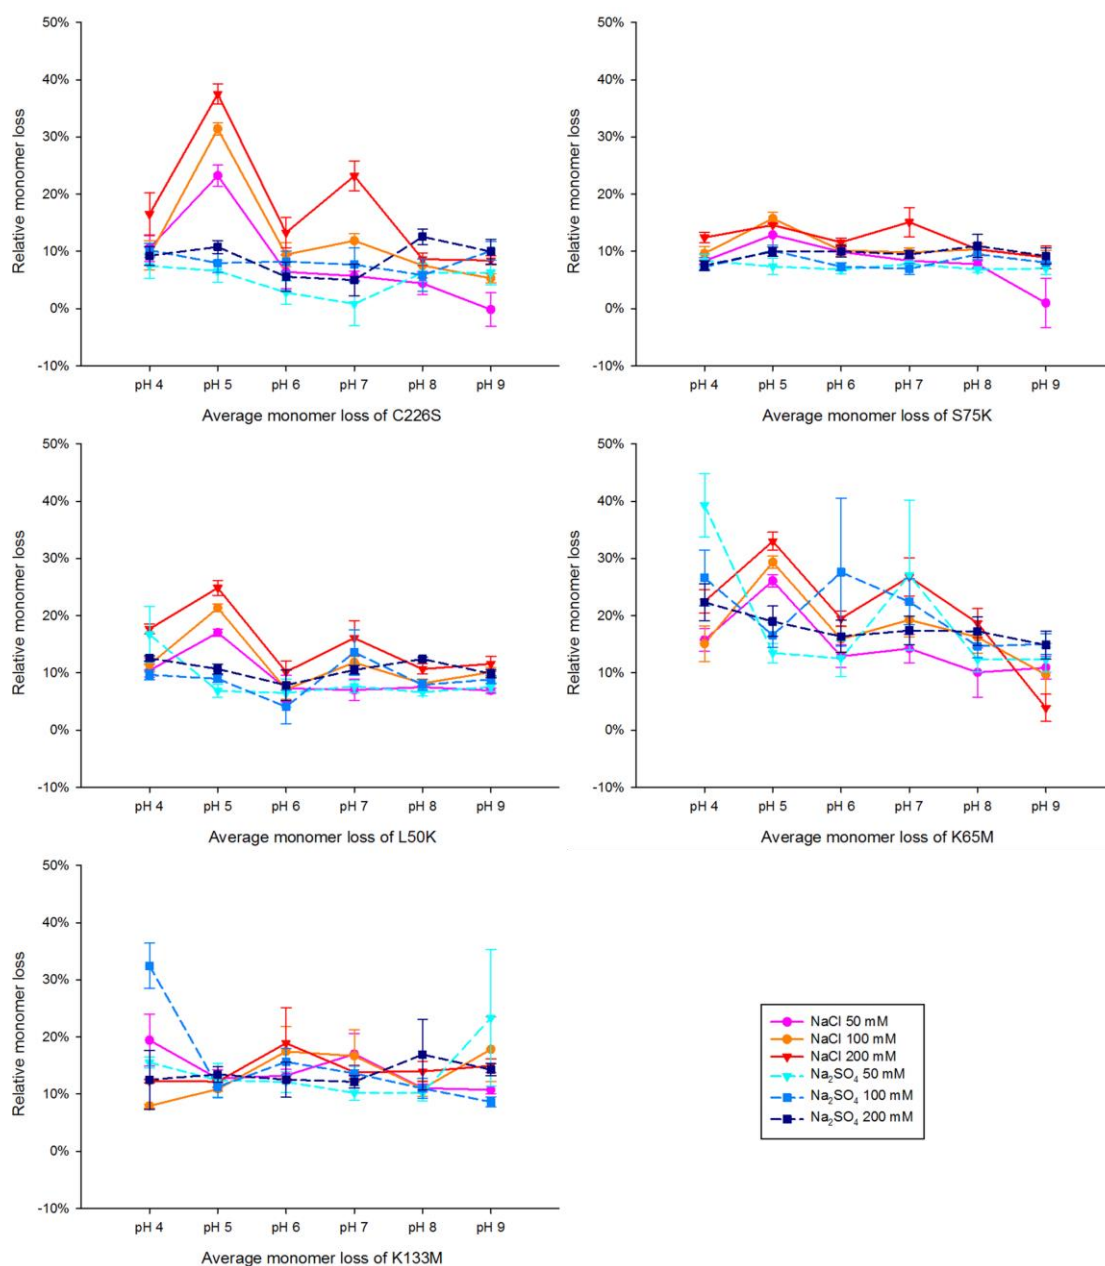 50%
40%
30%
20%
10%
0%
-10%
Relative monomer loss
pH 4 pH 5 pH 6 pH 7 pH 8 pH 9
Average monomer loss of C226S
50%
40%
30%
20%
10%
0%
-10%
Relative monomer loss
pH 4 pH 5 pH 6 pH 7 pH 8 pH 9
Average monomer loss of S75K
50%
40%
30%
20%
10%
0%
-10%
Relative monomer loss
pH 4 pH 5 pH 6 pH 7 pH 8 pH 9
Average monomer loss of L50K
50%
40%
30%
20%
10%
0%
-10%
Relative monomer loss
pH 4 pH 5 pH 6 pH 7 pH 8 pH 9
Average monomer loss of K65M
50%
40%
30%
20%
10%
0%
-10%
Relative monomer loss
pH 4 pH 5 pH 6 pH 7 pH 8 pH 9
Average monomer loss of K133M
NaCl 50 mM
NaCl 100 mM
NaCl 200 mM
Na₂SO₄ 50 mM
Na₂SO₄ 100 mM
Na₂SO₄ 200 mM